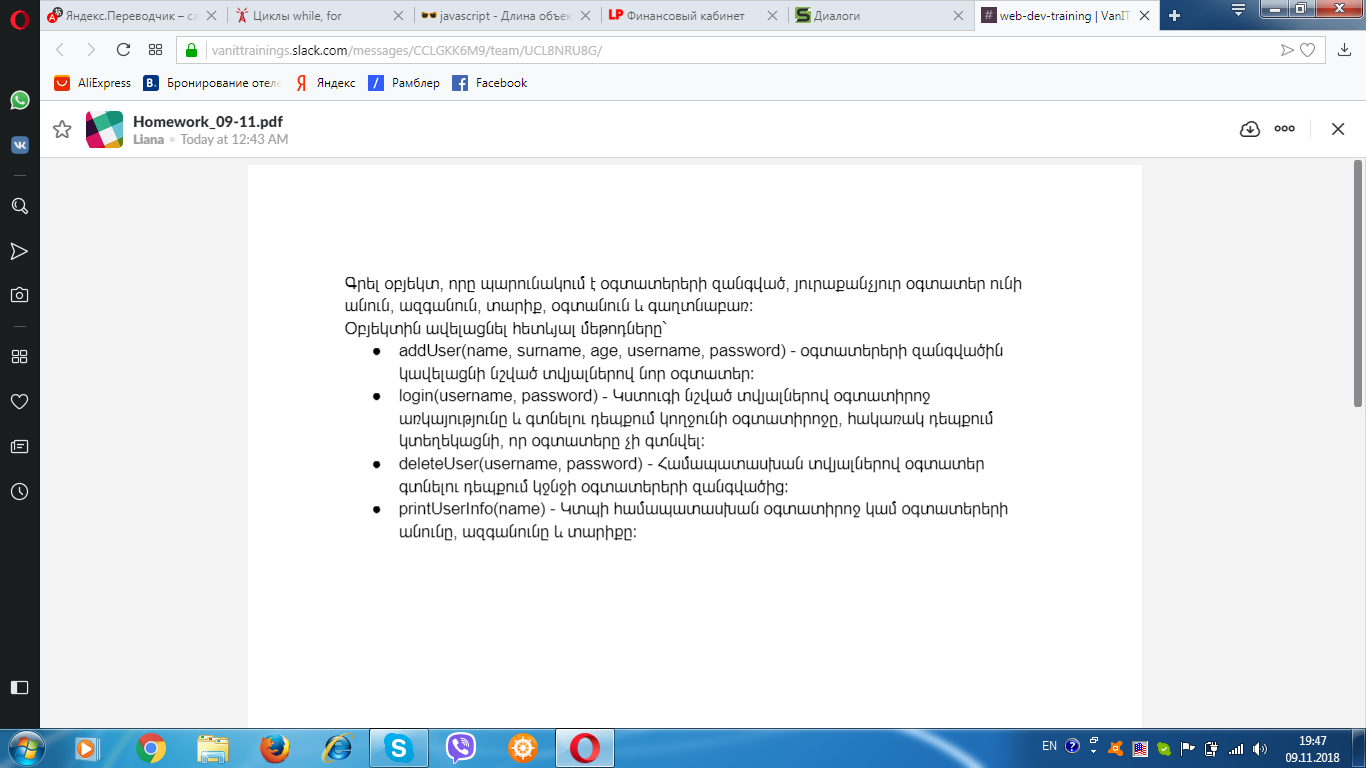 Яндекс.Переводчик – сл
Циклы while, for
javascript - Длина объек
Финансовый кабинет
Диалоги
web-dev-training | VanIT
vanittrainings.slack.com/messages/CCLGKK6M9/team/UCL8NRU8G/
AliExpress
Бронирование отеле
Яндекс
Рамблер
Facebook
Homework_09-11.pdf
Liana Today at 12:43 AM
Գրել օբյեկտ, որը պարունակում է օգտատերերի զանգված, յուրաքանչյուր օգտատեր ունի
անուն, ազգանուն, տարիք, օգտանուն և գաղտնաբառ:
Օբյեկտին ավելացնել հետևյալ մեթոդները`
● addUser(name, surname, age, username, password) - օգտատերերի զանգվածին
կավելացնի նշված տվյալներով նոր օգտատեր:
● login(username, password) - Կստուգի նշված տվյալներով օգտատիրոջ
առկայությունը և գտնելու դեպքում կողջունի օգտատիրոջը, հակառակ դեպքում
կտեղեկացնի, որ օգտատերը չի գտնվել:
● deleteUser(username, password) - Համապատասխան տվյալներով օգտատեր
գտնելու դեպքում կջնջի օգտատերերի զանգվածից:
● printUserInfo(name) - Կտպի համապատասխան օգտատիրոջ կամ օգտատերերի
անունը, ազգանունը և տարիքը:
EN
19:47
09.11.2018